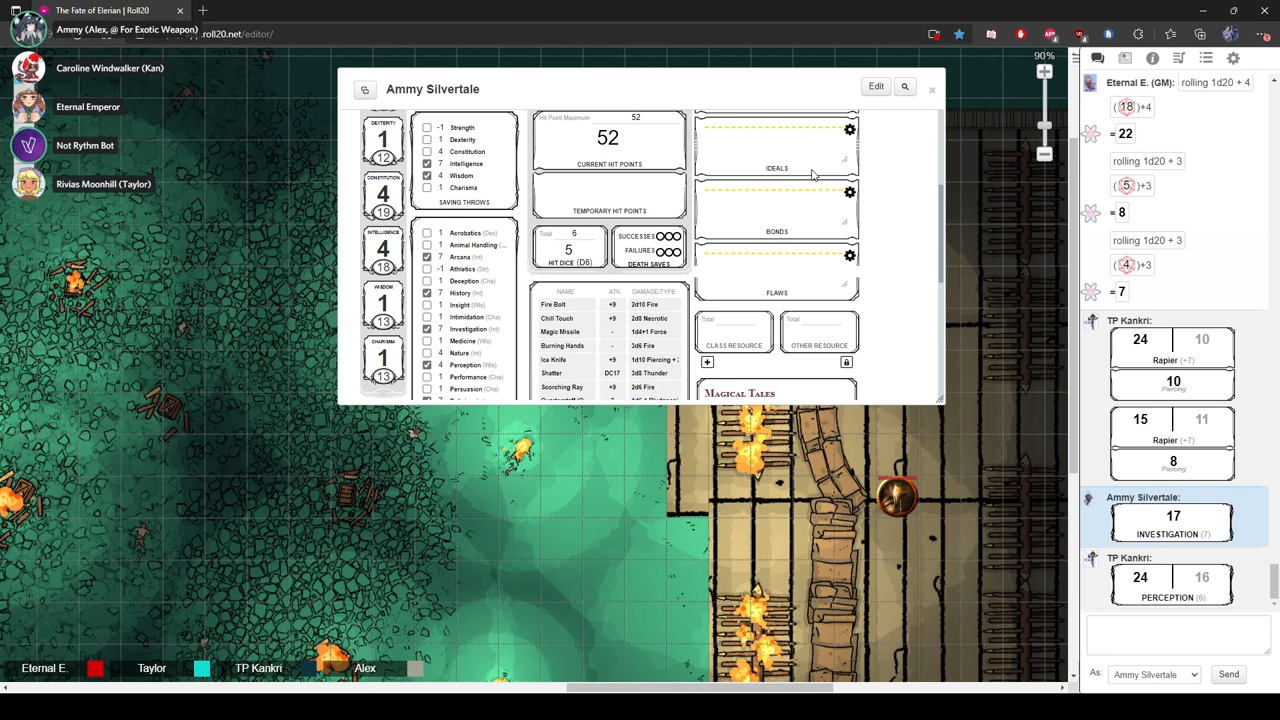 The Fate of Elerian | Roll20
Ammy (Alex, @ For Exotic Weapon)
.roll20.net/editor/
Caroline Windwalker (Kan)
Eternal Emperor
Not Rythm Bot
Rivias Moonhill (Taylor)
90%
Ammy Silvertale
Edit
DEXTERITY
1
12
CONSTITUTION
4
19
INTELLIGENCE
4
18
WISDOM
1
13
CHARISMA
1
13
-1 Strength
1 Dexterity
4 Constitution
7 Intelligence
4 Wisdom
1 Charisma
SAVING THROWS
1 Acrobatics (Dex)
1 Animal Handling (...
7 Arcana (Int)
-1 Athletics (Str)
1 Deception (Cha)
7 History (Int)
1 Insight (Wis)
1 Intimidation (Cha)
7 Investigation (Int)
1 Medicine (Wis)
4 Nature (Int)
4 Perception (Wis)
1 Performance (Cha)
1 Persuasion (Cha)
Hit Point Maximum 52
52
CURRENT HIT POINTS
TEMPORARY HIT POINTS
Total 6
5
HIT DICE (D6)
SUCCESSES
FAILURES
DEATH SAVES
NAME ATK DAMAGE/TYPE
Fire Bolt +9 2d10 Fire
Chill Touch +9 2d8 Necrotic
Magic Missile - 1d4+1 Force
Burning Hands - 3d6 Fire
Ice Knife +9 1d10 Piercing + 2
Shatter DC17 3d8 Thunder
Scorching Ray +9 2d6 Fire
IDEALS
BONDS
FLAWS
Total
CLASS RESOURCE
Total
OTHER RESOURCE
MAGICAL TALES
Eternal E. (GM): rolling 1d20 + 4
(18)+4
= 22
rolling 1d20 + 3
(5)+3
= 8
rolling 1d20 + 3
(4)+3
= 7
TP Kankri:
24 10
Rapier (+7)
10
Piercing
15 11
Rapier (+7)
8
Piercing
Ammy Silvertale:
17
INVESTIGATION (7)
TP Kankri:
24 16
PERCEPTION (6)
As: Ammy Silvertale Send
Eternal E. Taylor TP Kankri Alex